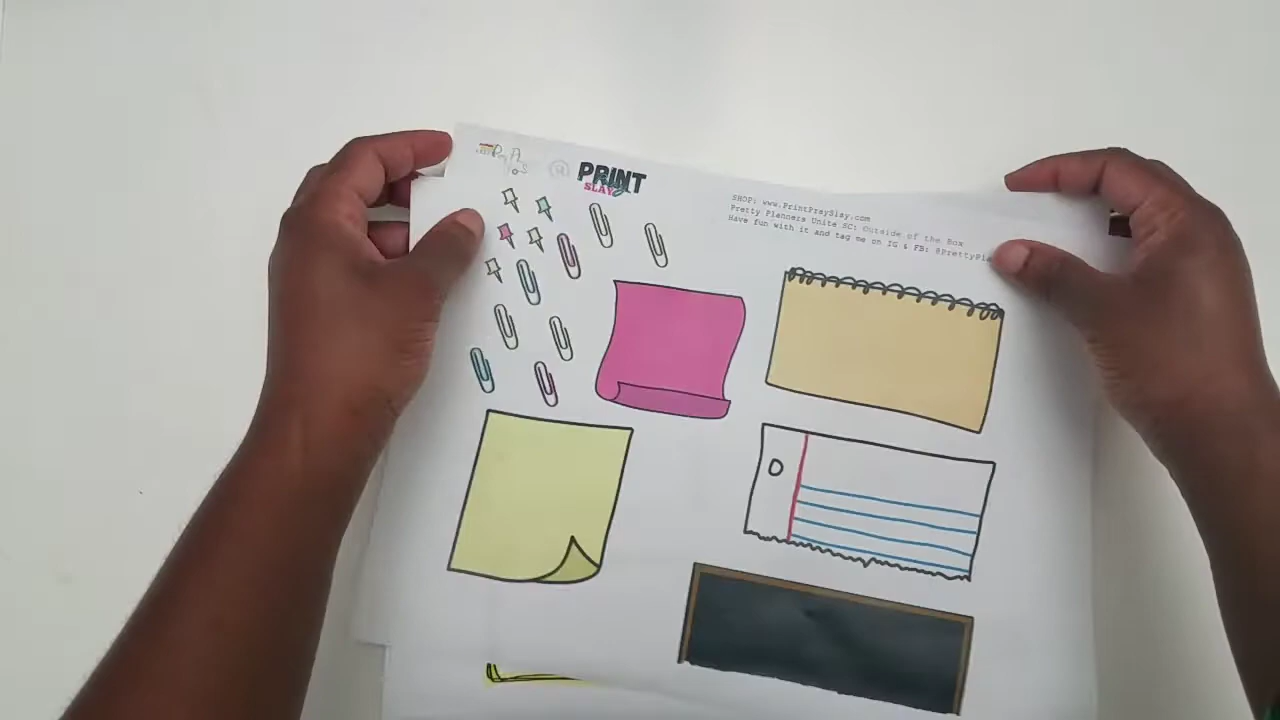 PRINT
SLAY
SHOP: www.PrintPraySlay.com
Pretty Planners Unite SC: Outside of the Box
Have fun with it and tag me on IG & FB: @PrettyPla